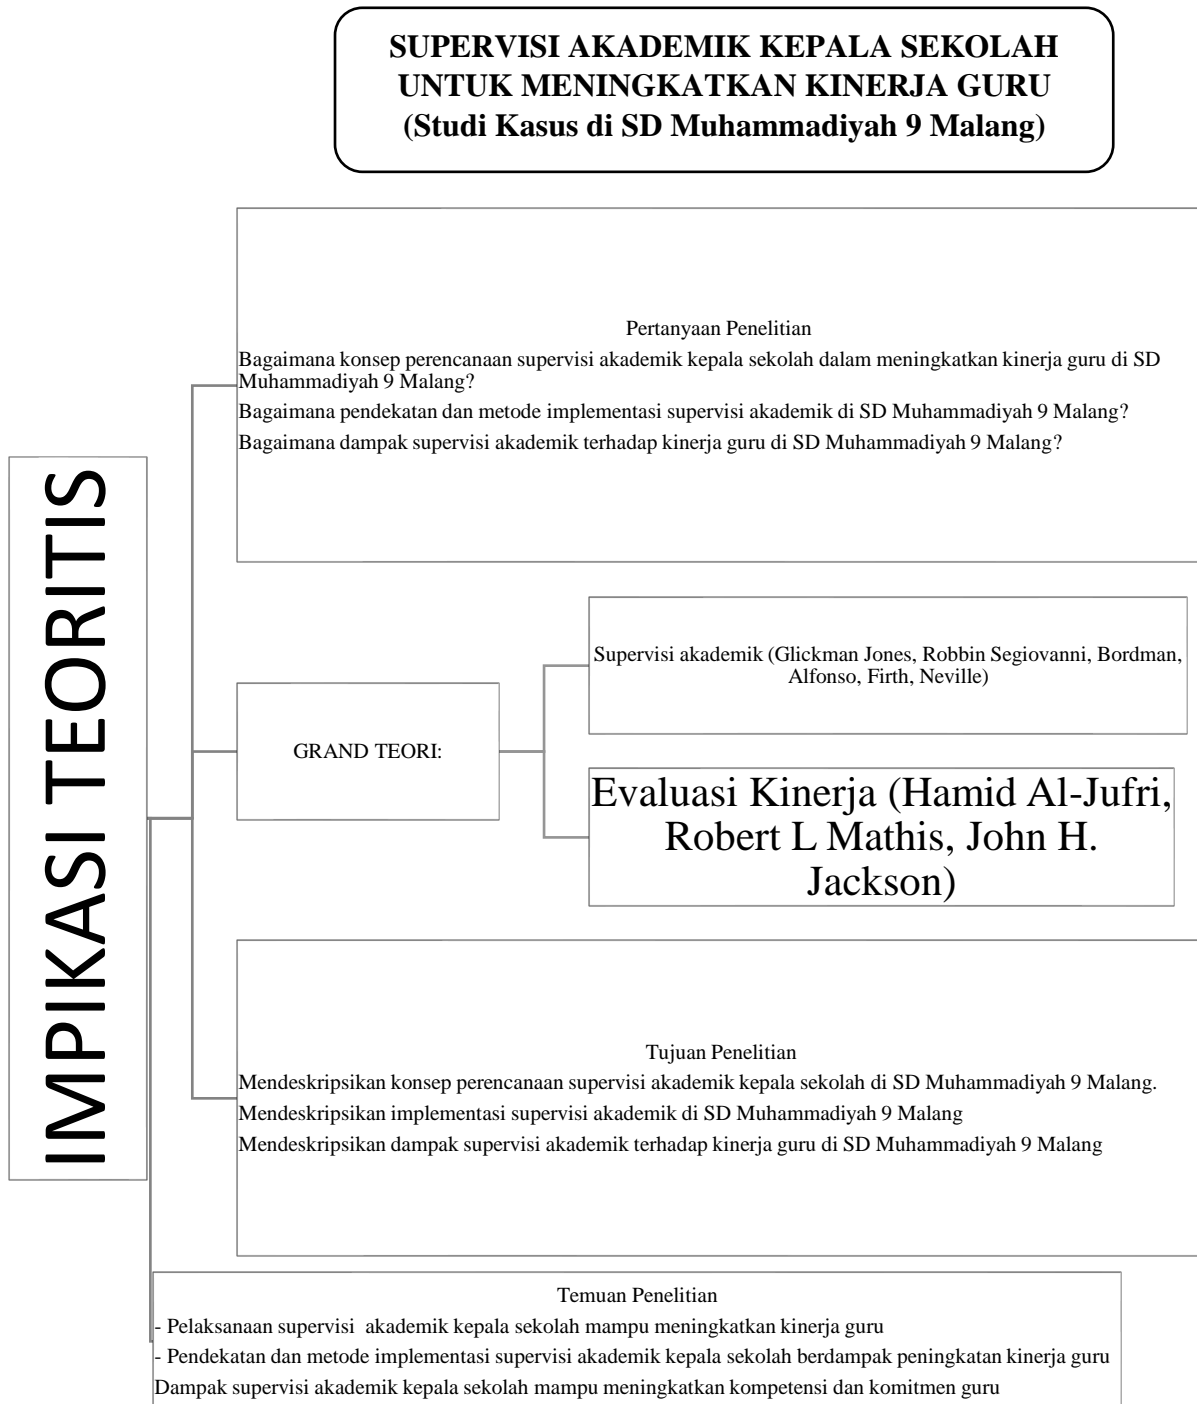 SUPERVISI AKADEMIK KEPALA SEKOLAH
UNTUK MENINGKATKAN KINERJA GURU
(Studi Kasus di SD Muhammadiyah 9 Malang)
IMPIKASI TEORITIS
Pertanyaan Penelitian
Bagaimana konsep perencanaan supervisi akademik kepala sekolah dalam meningkatkan kinerja guru di SD
Muhammadiyah 9 Malang?
Bagaimana pendekatan dan metode implementasi supervisi akademik di SD Muhammadiyah 9 Malang?
Bagaimana dampak supervisi akademik terhadap kinerja guru di SD Muhammadiyah 9 Malang?
GRAND TEORI:
Supervisi akademik (Glickman Jones, Robbin Segiovanni, Bordman,
Alfonso, Firth, Neville)
Evaluasi Kinerja (Hamid Al-Jufri,
Robert L Mathis, John H.
Jackson)
Tujuan Penelitian
Mendeskripsikan konsep perencanaan supervisi akademik kepala sekolah di SD Muhammadiyah 9 Malang.
Mendeskripsikan implementasi supervisi akademik di SD Muhammadiyah 9 Malang
Mendeskripsikan dampak supervisi akademik terhadap kinerja guru di SD Muhammadiyah 9 Malang
Temuan Penelitian
- Pelaksanaan supervisi akademik kepala sekolah mampu meningkatkan kinerja guru
- Pendekatan dan metode implementasi supervisi akademik kepala sekolah berdampak peningkatan kinerja guru
Dampak supervisi akademik kepala sekolah mampu meningkatkan kompetensi dan komitmen guru